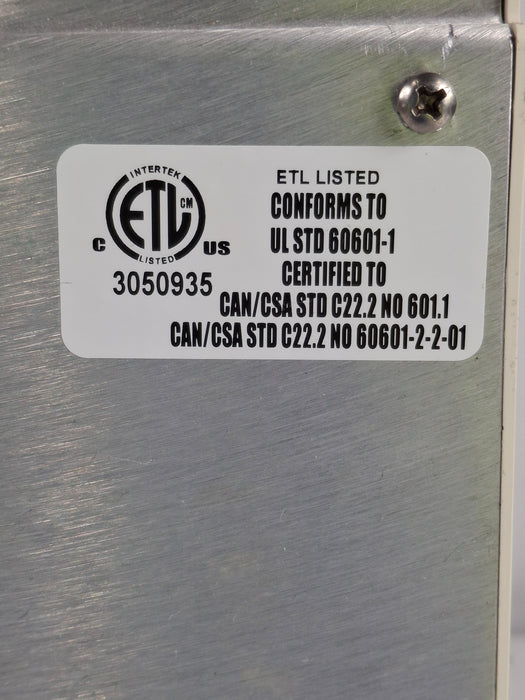 INTERTEK
ETL CM
LISTED
C US
3050935
ETL LISTED
CONFORMS TO
UL STD 60601-1
CERTIFIED TO
CAN/CSA STD C22.2 NO 601.1
CAN/CSA STD C22.2 NO 60601-2-2-01